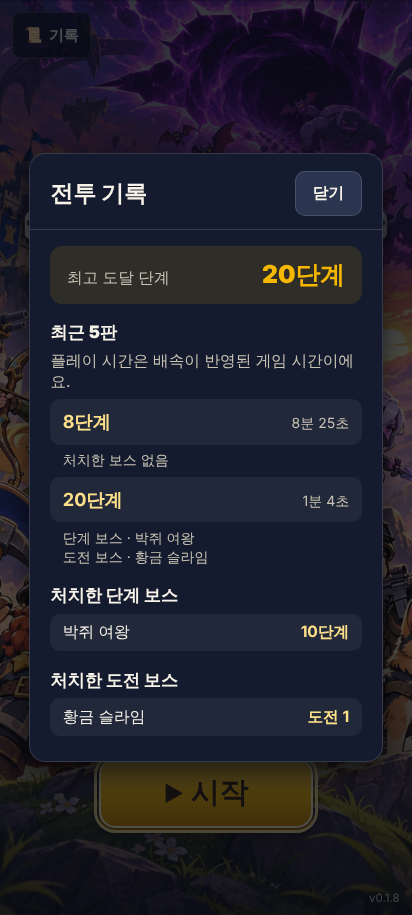 기록
전투 기록
닫기
최고 도달 단계
20단계
최근 5판
플레이 시간은 배속이 반영된 게임 시간이에
요.
8단계
8분 25초
처치한 보스 없음
20단계
1분 4초
단계 보스 · 박쥐 여왕
도전 보스 · 황금 슬라임
처치한 단계 보스
박쥐 여왕
10단계
처치한 도전 보스
황금 슬라임
도전 1
▶ 시작
v0.1.8